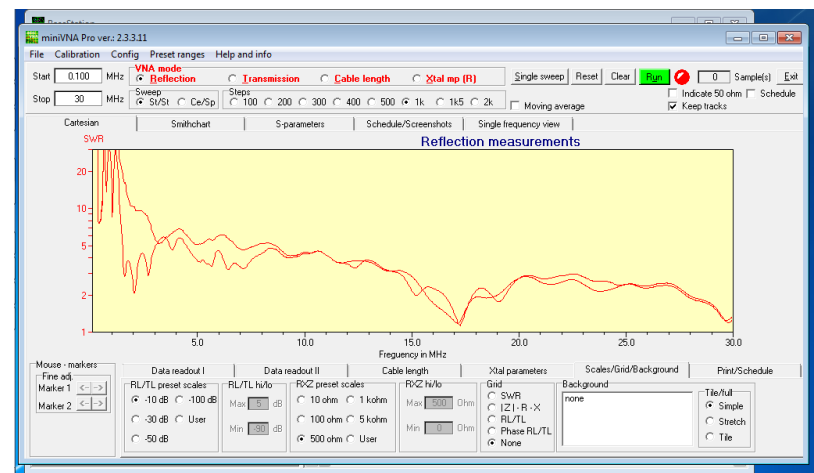 BaseStation
miniVNA Pro ver.: 2.3.3.11
File Calibration Config Preset ranges Help and info
VNA mode
Start 0.100 MHz Reflection Transmission Cable length Xtal mp (R) Single sweep Reset Clear Run 0 Sample(s) Exit
Indicate 50 ohm Schedule
Sweep Steps
Stop 30 MHz St/St Ce/Sp 100 200 300 400 500 1k 1k5 2k Moving average Keep tracks
Cartesian Smithchart S-parameters Schedule/Screenshots Single frequency view
SWR Reflection measurements
20
10
5
2
1
5.0 10.0 15.0 20.0 25.0 30.0
Frequency in MHz
Mouse - markers
Data readout I Data readout II Cable length Xtal parameters Scales/Grid/Background Print/Schedule
Fine adj.
RL/TL preset scales RL/TL hi/lo RXZ preset scales RXZ hi/lo Grid Background
Marker 1 <-|-> -10 dB -100 dB Max 5 dB 10 ohm 1 kohm Max 500 Ohm SWR none Tile/full
|Z| - R - X Simple
Marker 2 <-|-> -30 dB User Min -90 dB 100 ohm 5 kohm Min 0 Ohm RL/TL Stretch
Phase RL/TL
-50 dB 500 ohm User None Tile